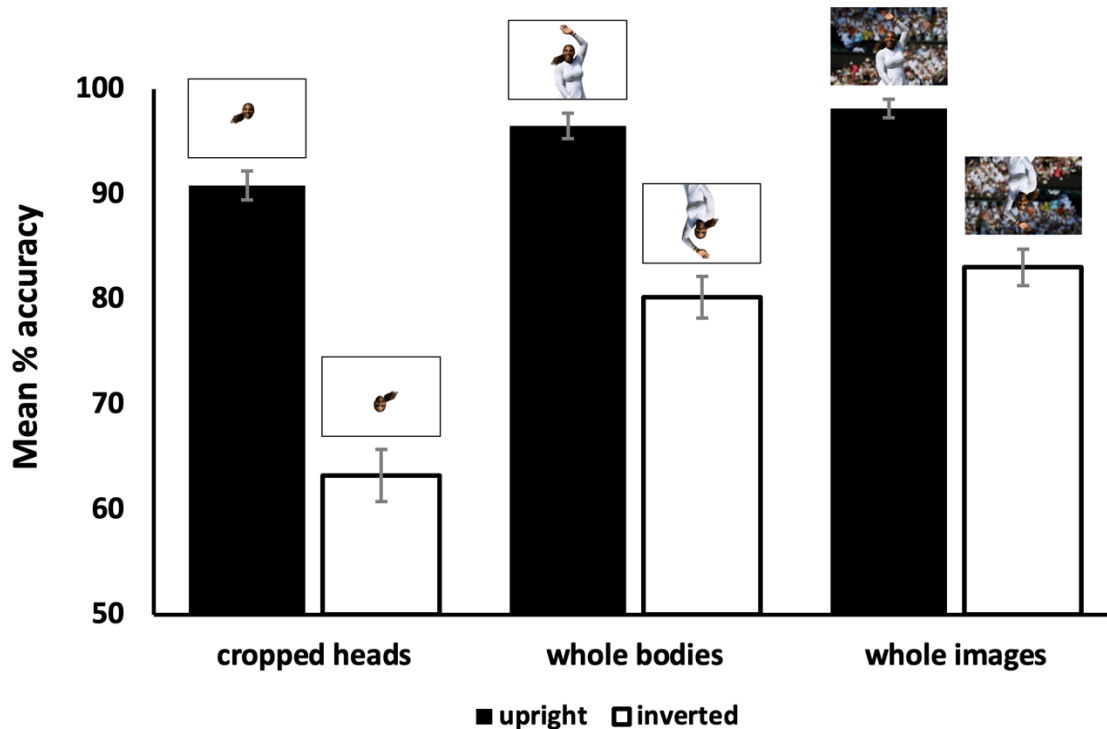 Mean % accuracy
100
90
80
70
60
50
cropped heads
whole bodies
whole images
upright
inverted